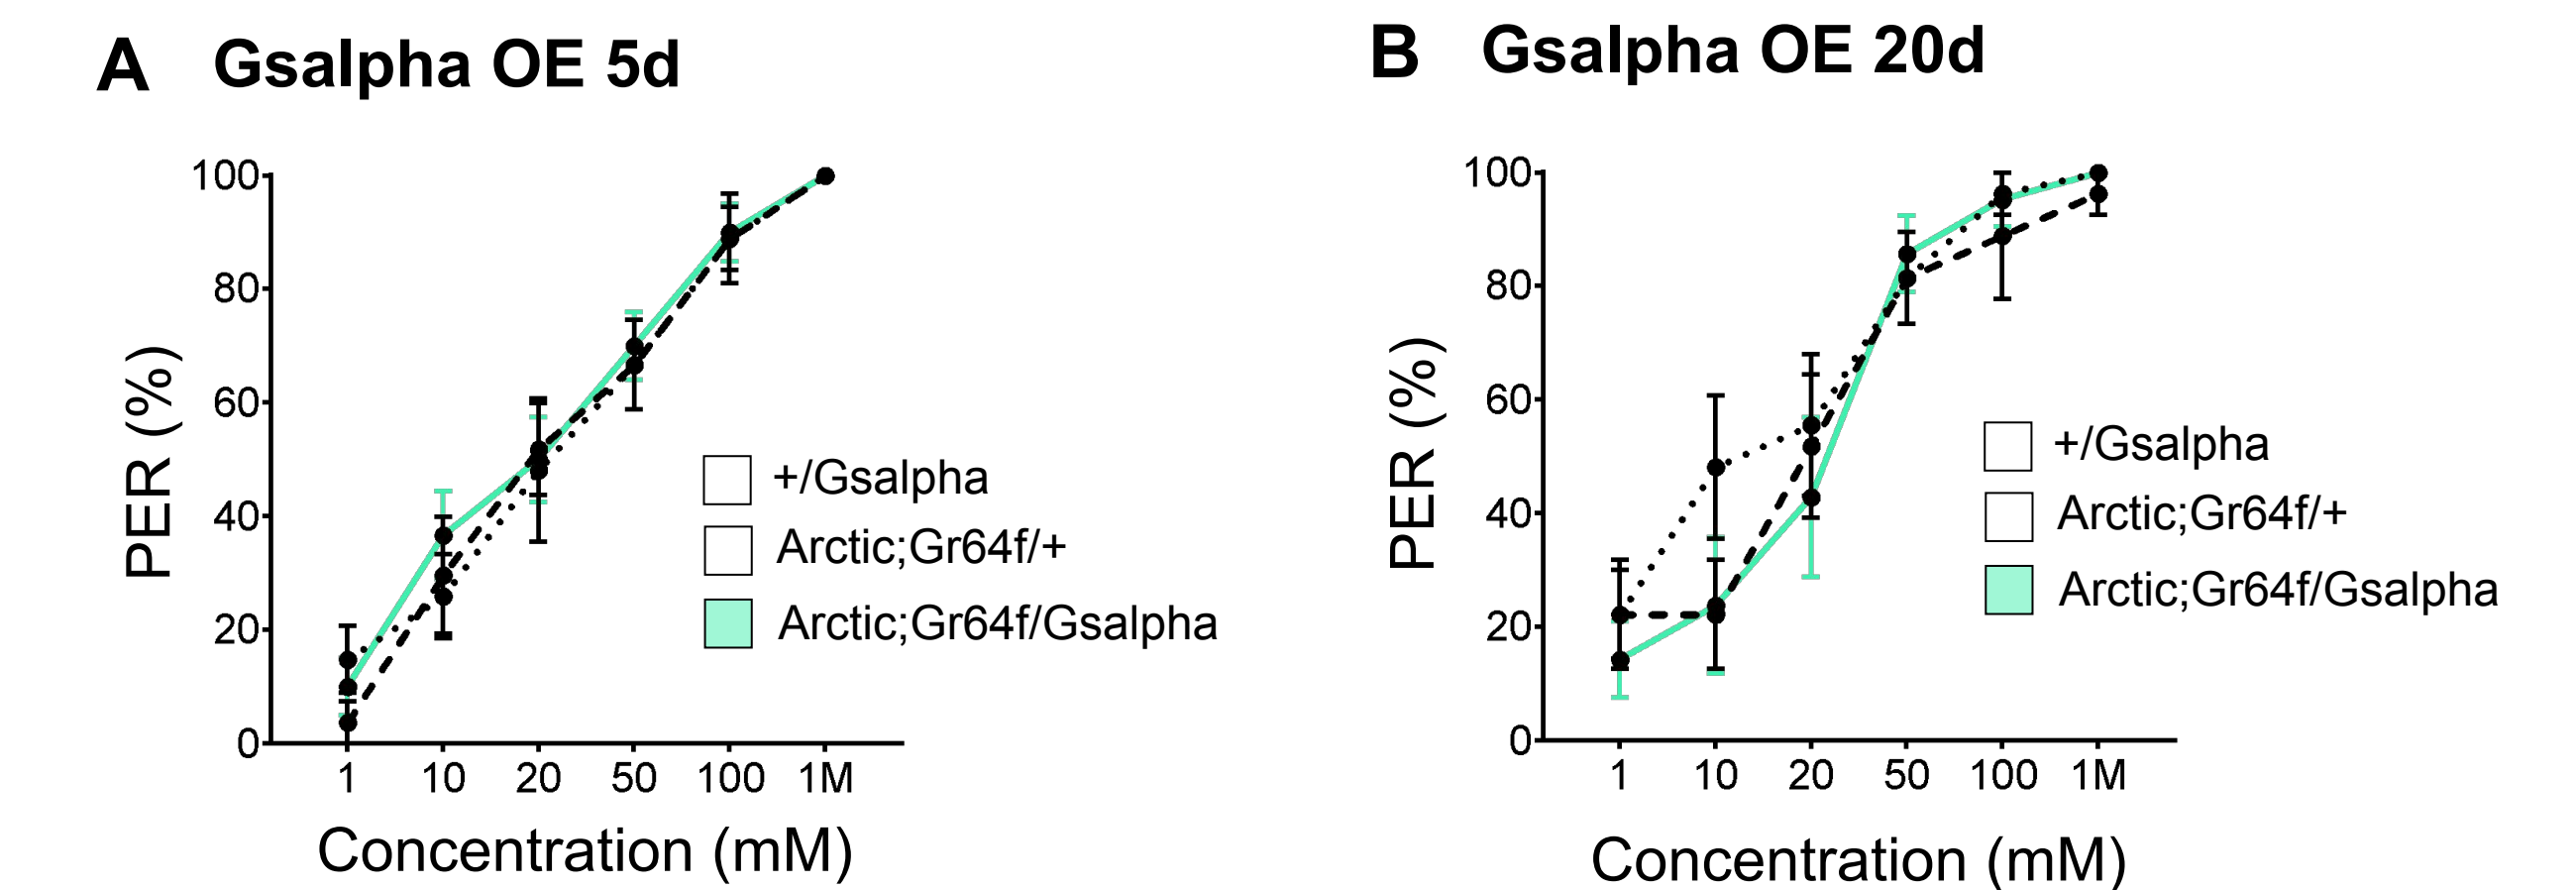 A Gsalpha OE 5d
100
80
60
40
20
0
PER (%)
1 10 20 50 100 1M
Concentration (mM)
+/Gsalpha
Arctic;Gr64f/+
Arctic;Gr64f/Gsalpha
B Gsalpha OE 20d
100
80
60
40
20
0
PER (%)
1 10 20 50 100 1M
Concentration (mM)
+/Gsalpha
Arctic;Gr64f/+
Arctic;Gr64f/Gsalpha